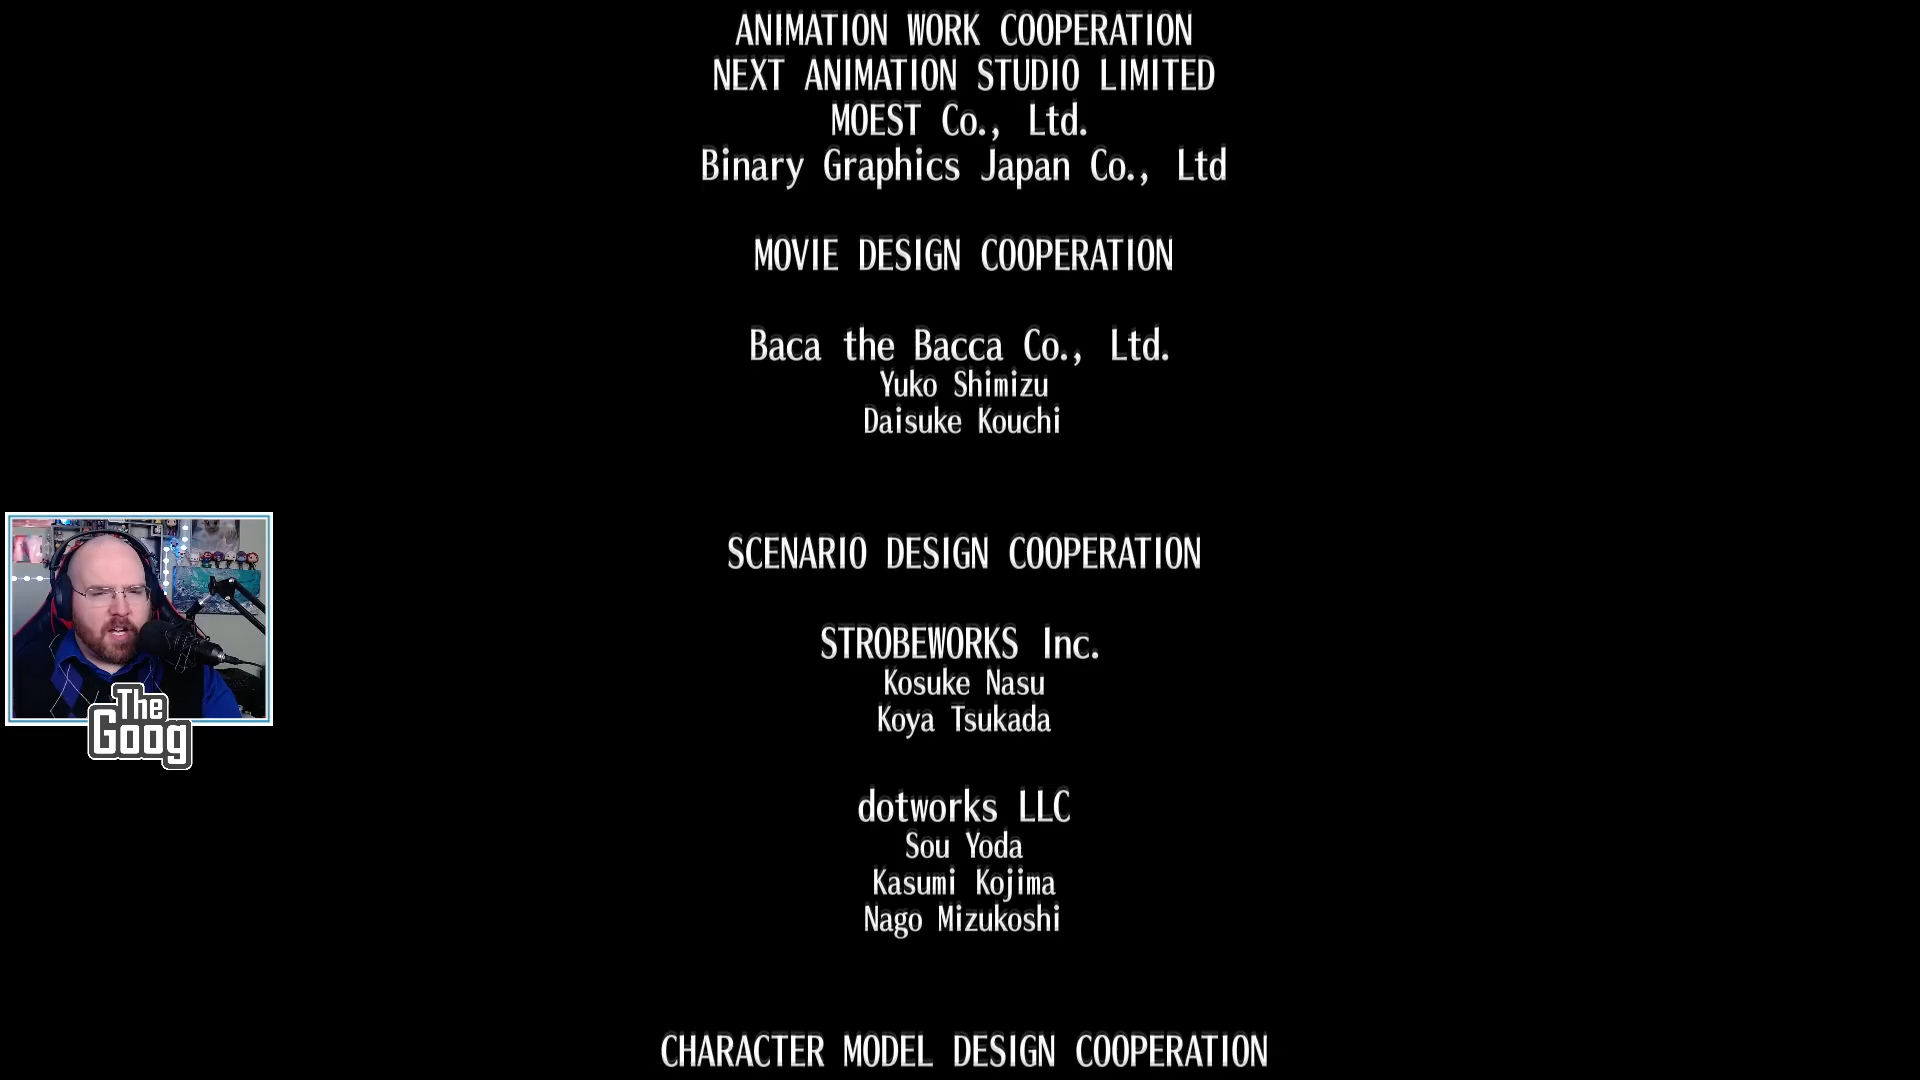 ANIMATION WORK COOPERATION
NEXT ANIMATION STUDIO LIMITED
MOEST Co., Ltd.
Binary Graphics Japan Co., Ltd
MOVIE DESIGN COOPERATION
Baca the Bacca Co., Ltd.
Yuko Shimizu
Daisuke Kouchi
SCENARIO DESIGN COOPERATION
STROBEWORKS Inc.
Kosuke Nasu
Koya Tsukada
The
Goog
dotworks LLC
Sou Yoda
Kasumi Kojima
Nago Mizukoshi
CHARACTER MODEL DESIGN COOPERATION